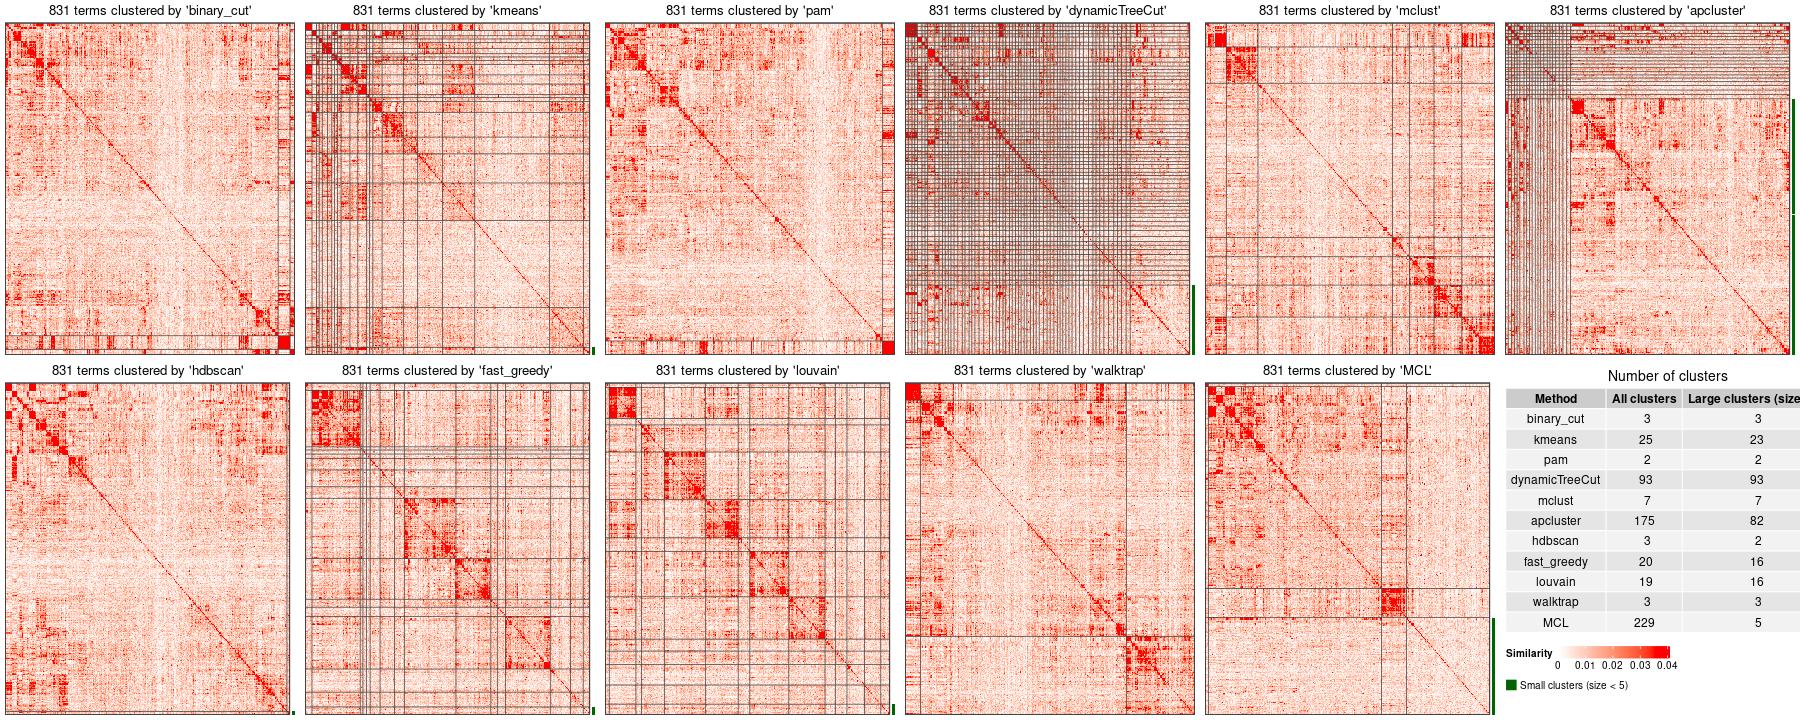 831 terms clustered by 'binary_cut'
831 terms clustered by 'kmeans'
831 terms clustered by 'pam'
831 terms clustered by 'dynamicTreeCut'
831 terms clustered by 'mclust'
831 terms clustered by 'apcluster'
831 terms clustered by 'hdbscan'
831 terms clustered by 'fast_greedy'
831 terms clustered by 'louvain'
831 terms clustered by 'walktrap'
831 terms clustered by 'MCL'
Number of clusters
Method All clusters Large clusters (size
binary_cut 3 3
kmeans 25 23
pam 2 2
dynamicTreeCut 93 93
mclust 7 7
apcluster 175 82
hdbscan 3 2
fast_greedy 20 16
louvain 19 16
walktrap 3 3
MCL 229 5
Similarity
0 0.01 0.02 0.03 0.04
Small clusters (size < 5)